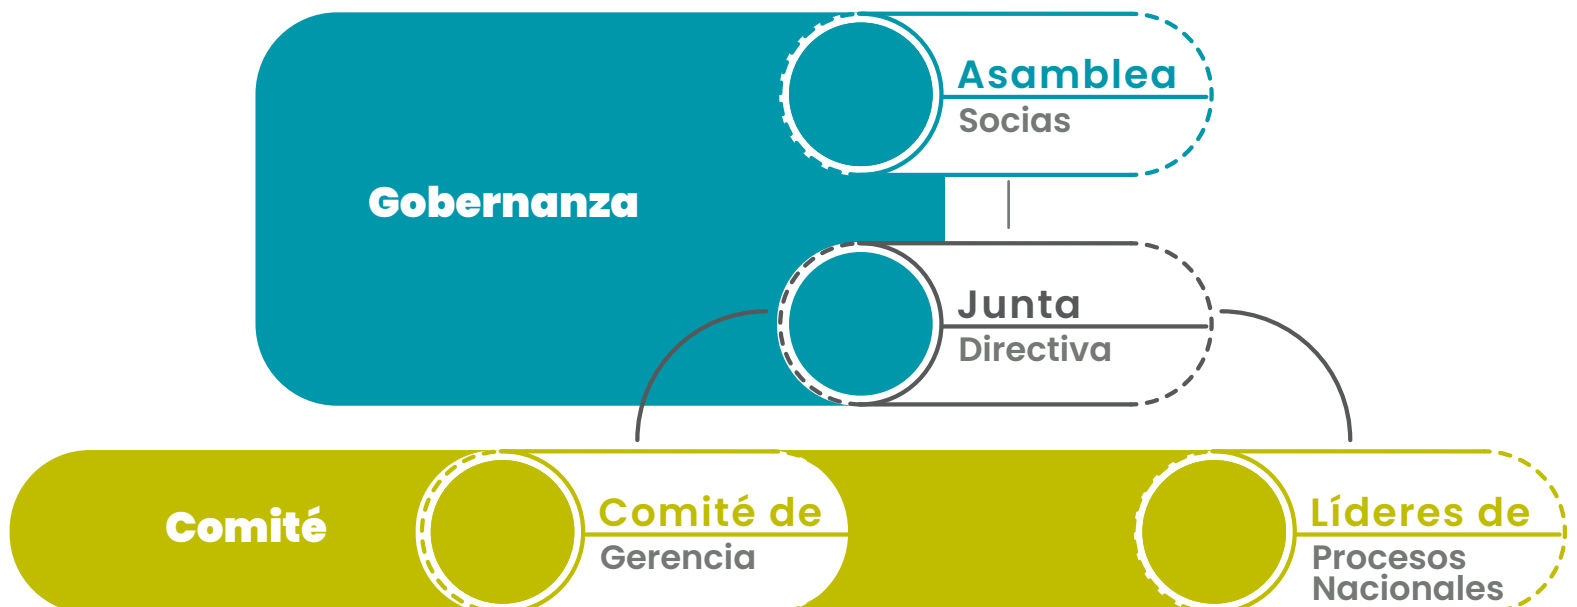 Gobernanza
Asamblea
Socias
Junta
Directiva
Comité
Comité de
Gerencia
Líderes de
Procesos
Nacionales